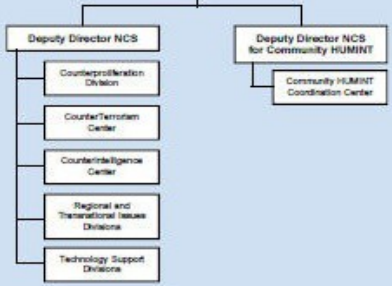 Deputy Director NCS
Counterproliferation
Division
CounterTerrorism
Center
Counterintelligence
Center
Regional and
Transnational Issues
Divisions
Technology Support
Divisions
Deputy Director NCS
for Community HUMINT
Community HUMINT
Coordination Center